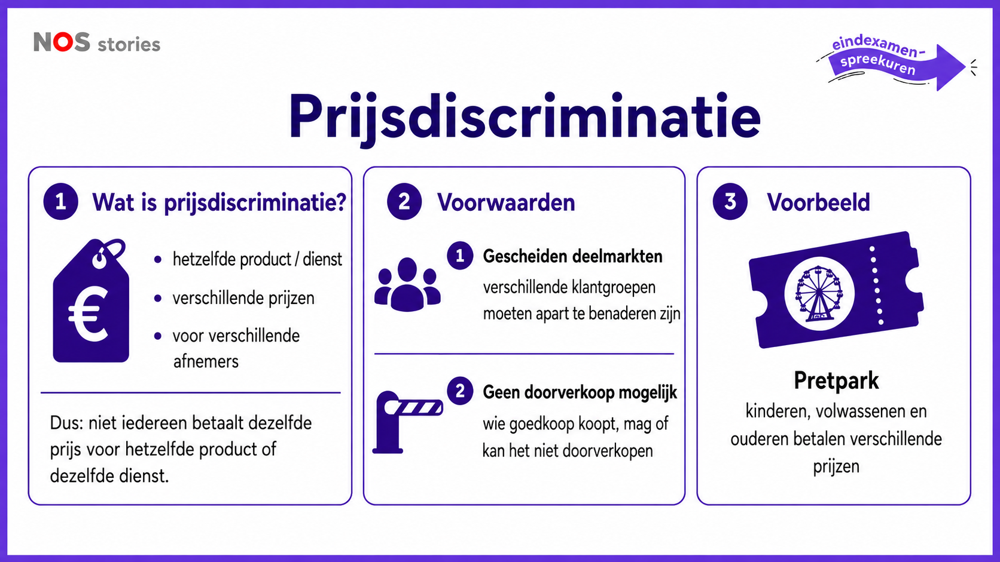 NOS stories
eindexamen-
spreekuren
Prijsdiscriminatie
1 Wat is prijsdiscriminatie?
€
• hetzelfde product / dienst
• verschillende prijzen
• voor verschillende
afnemers
Dus: niet iedereen betaalt dezelfde
prijs voor hetzelfde product of
dezelfde dienst.
2 Voorwaarden
1 Gescheiden deelmarkten
verschillende klantgroepen
moeten apart te benaderen zijn
2 Geen doorverkoop mogelijk
wie goedkoop koopt, mag of
kan het niet doorverkopen
3 Voorbeeld
Pretpark
kinderen, volwassenen en
ouderen betalen verschillende
prijzen